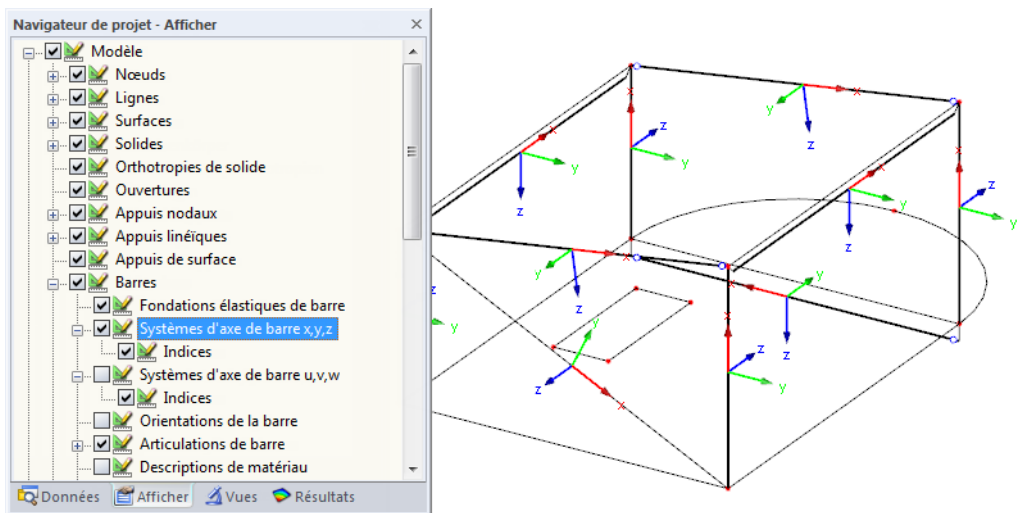 Navigateur de projet - Afficher
Modèle
Nœuds
Lignes
Surfaces
Solides
Orthotropies de solide
Ouvertures
Appuis nodaux
Appuis linéïques
Appuis de surface
Barres
Fondations élastiques de barre
Systèmes d'axe de barre x,y,z
Indices
Systèmes d'axe de barre u,v,w
Indices
Orientations de la barre
Articulations de barre
Descriptions de matériau
Données Afficher Vues Résultats
x
y
z
x
y
z
x
y
z
x
y
z
x
y
z
x
y
z
x
y
z
x
y
z
x
y
z
x
y
z
z
y